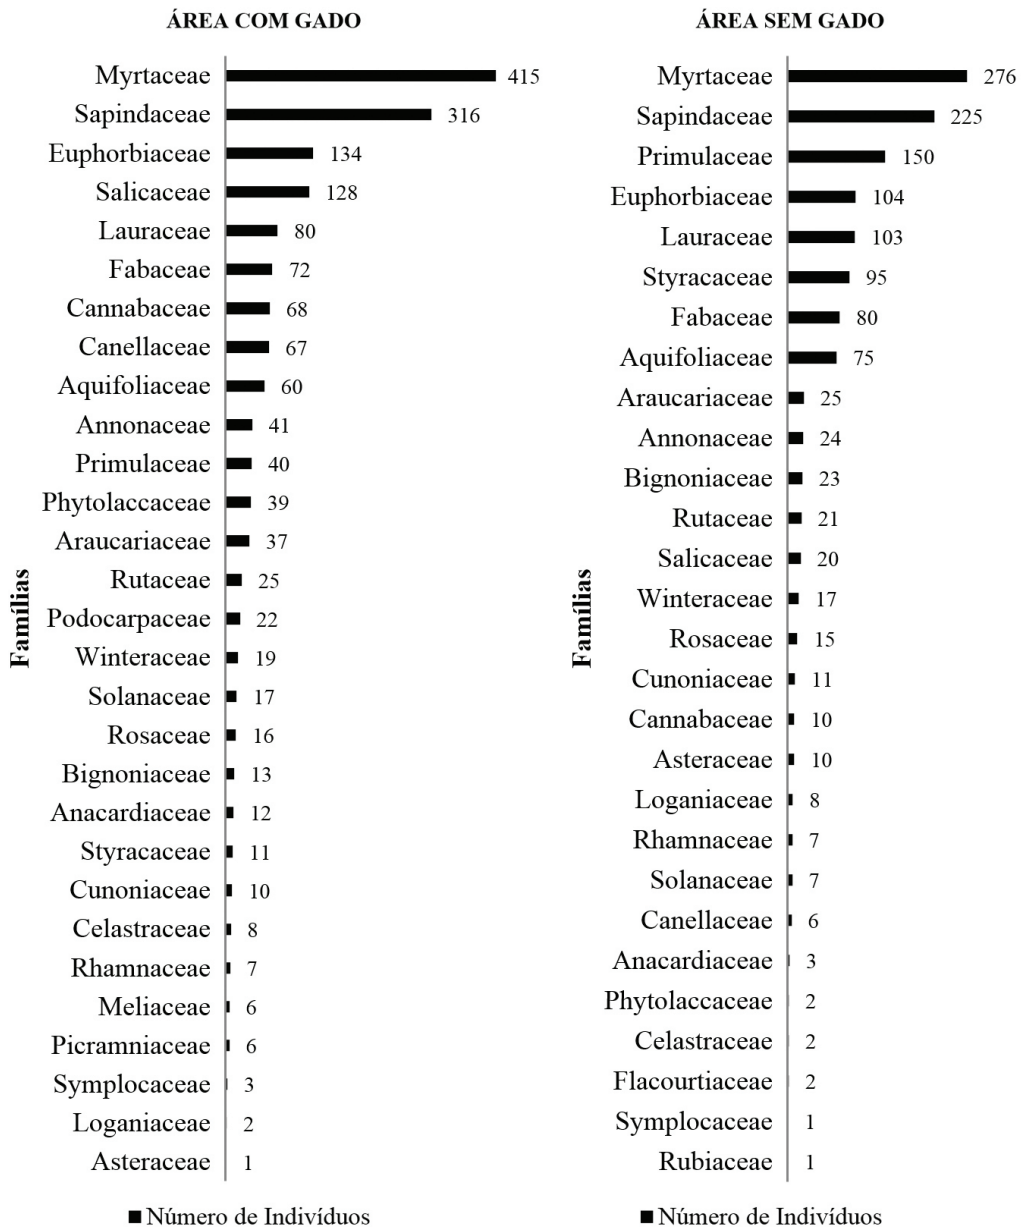 ÁREA COM GADO
Famílias
Myrtaceae 415
Sapindaceae 316
Euphorbiaceae 134
Salicaceae 128
Lauraceae 80
Fabaceae 72
Cannabaceae 68
Canellaceae 67
Aquifoliaceae 60
Annonaceae 41
Primulaceae 40
Phytolaccaceae 39
Araucariaceae 37
Rutaceae 25
Podocarpaceae 22
Winteraceae 19
Solanaceae 17
Rosaceae 16
Bignoniaceae 13
Anacardiaceae 12
Styracaceae 11
Cunoniaceae 10
Celastraceae 8
Rhamnaceae 7
Meliaceae 6
Picramniaceae 6
Symplocaceae 3
Loganiaceae 2
Asteraceae 1
Número de Indivíduos
ÁREA SEM GADO
Famílias
Myrtaceae 276
Sapindaceae 225
Primulaceae 150
Euphorbiaceae 104
Lauraceae 103
Styracaceae 95
Fabaceae 80
Aquifoliaceae 75
Araucariaceae 25
Annonaceae 24
Bignoniaceae 23
Rutaceae 21
Salicaceae 20
Winteraceae 17
Rosaceae 15
Cunoniaceae 11
Cannabaceae 10
Asteraceae 10
Loganiaceae 8
Rhamnaceae 7
Solanaceae 7
Canellaceae 6
Anacardiaceae 3
Phytolaccaceae 2
Celastraceae 2
Flacourtiaceae 2
Symplocaceae 1
Rubiaceae 1
Número de Indivíduos